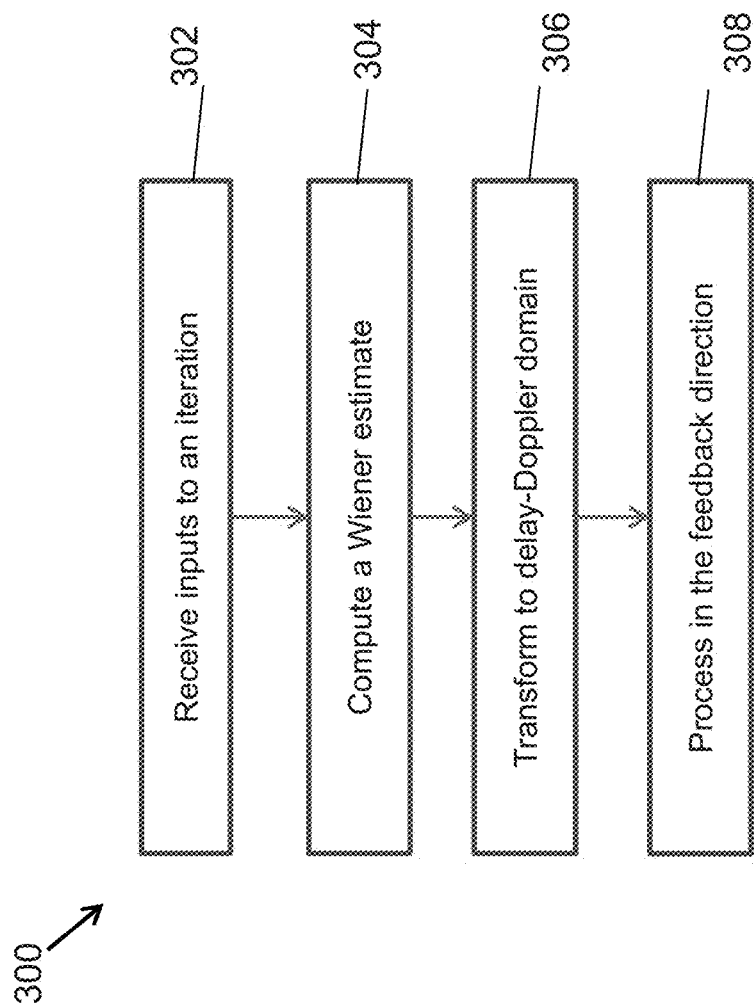 300
Receive inputs to an iteration
302
Compute a Wiener estimate
304
Transform to delay-Doppler domain
306
Process in the feedback direction
308